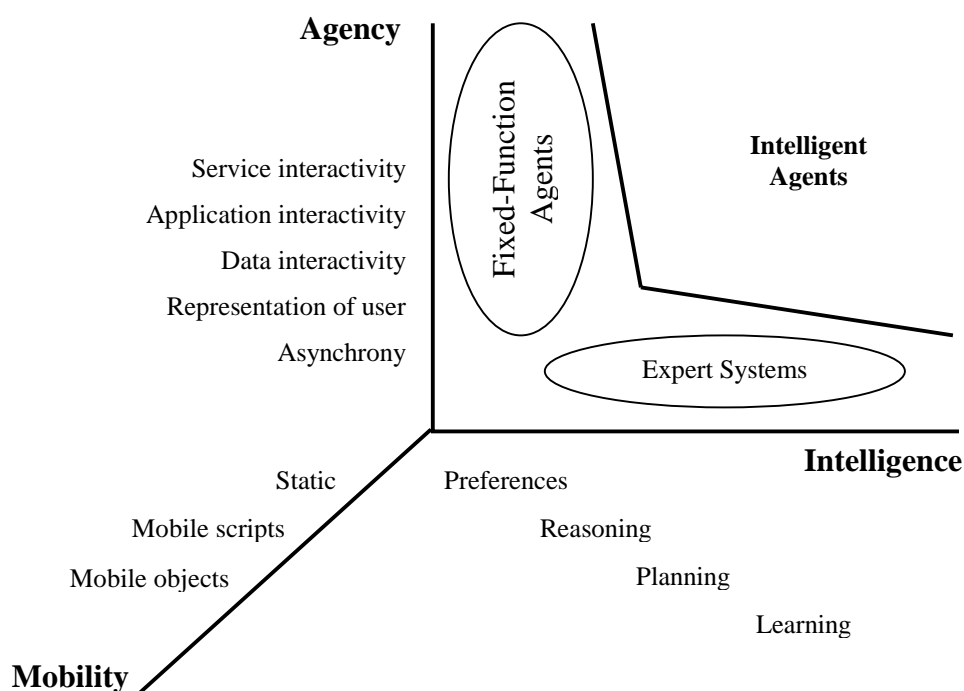 Agency
Fixed-Function
Agents
Intelligent
Agents
Service interactivity
Application interactivity
Data interactivity
Representation of user
Asynchrony
Expert Systems
Intelligence
Static
Preferences
Mobile scripts
Reasoning
Mobile objects
Planning
Learning
Mobility